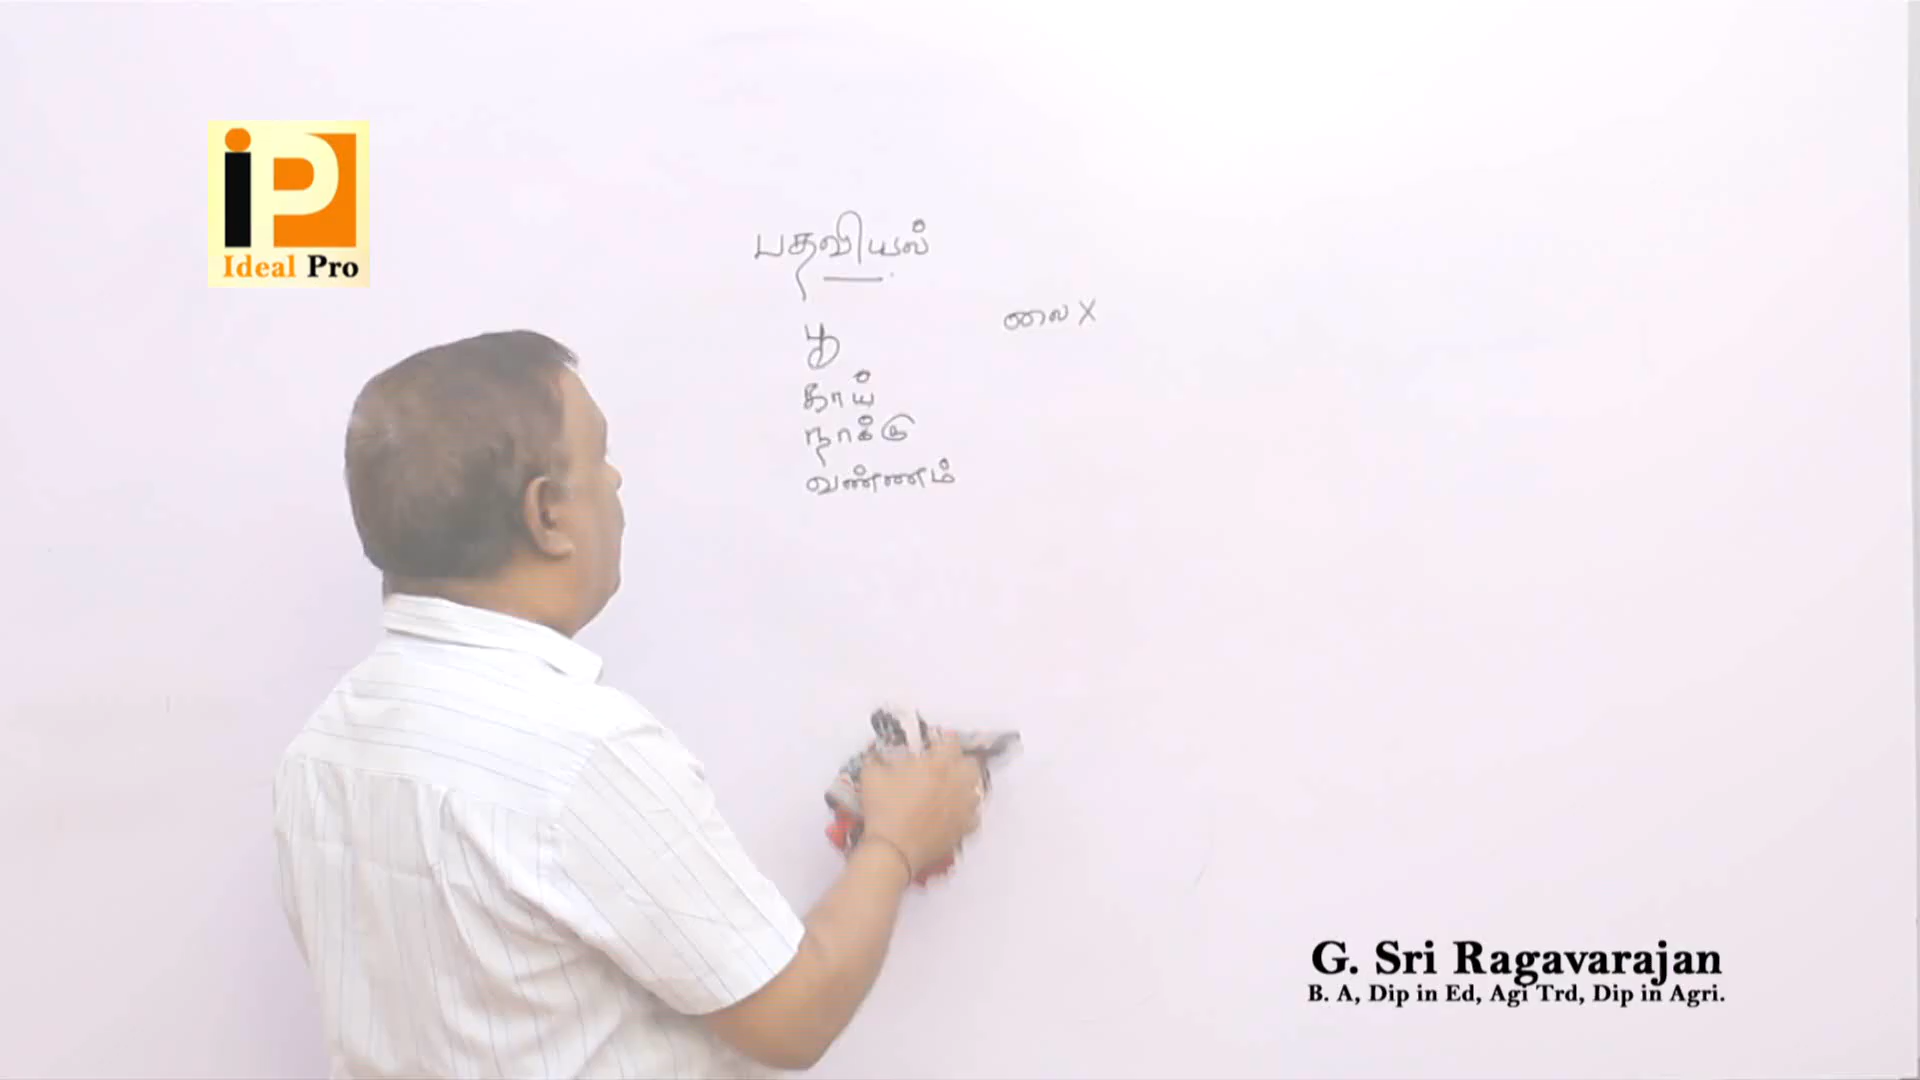 Ideal Pro
பதவியல்
லை X
பூ
தாய்
நாக்கு
வண்ணம்
G. Sri Ragavarajan
B. A, Dip in Ed, Agi Trd, Dip in Agri.